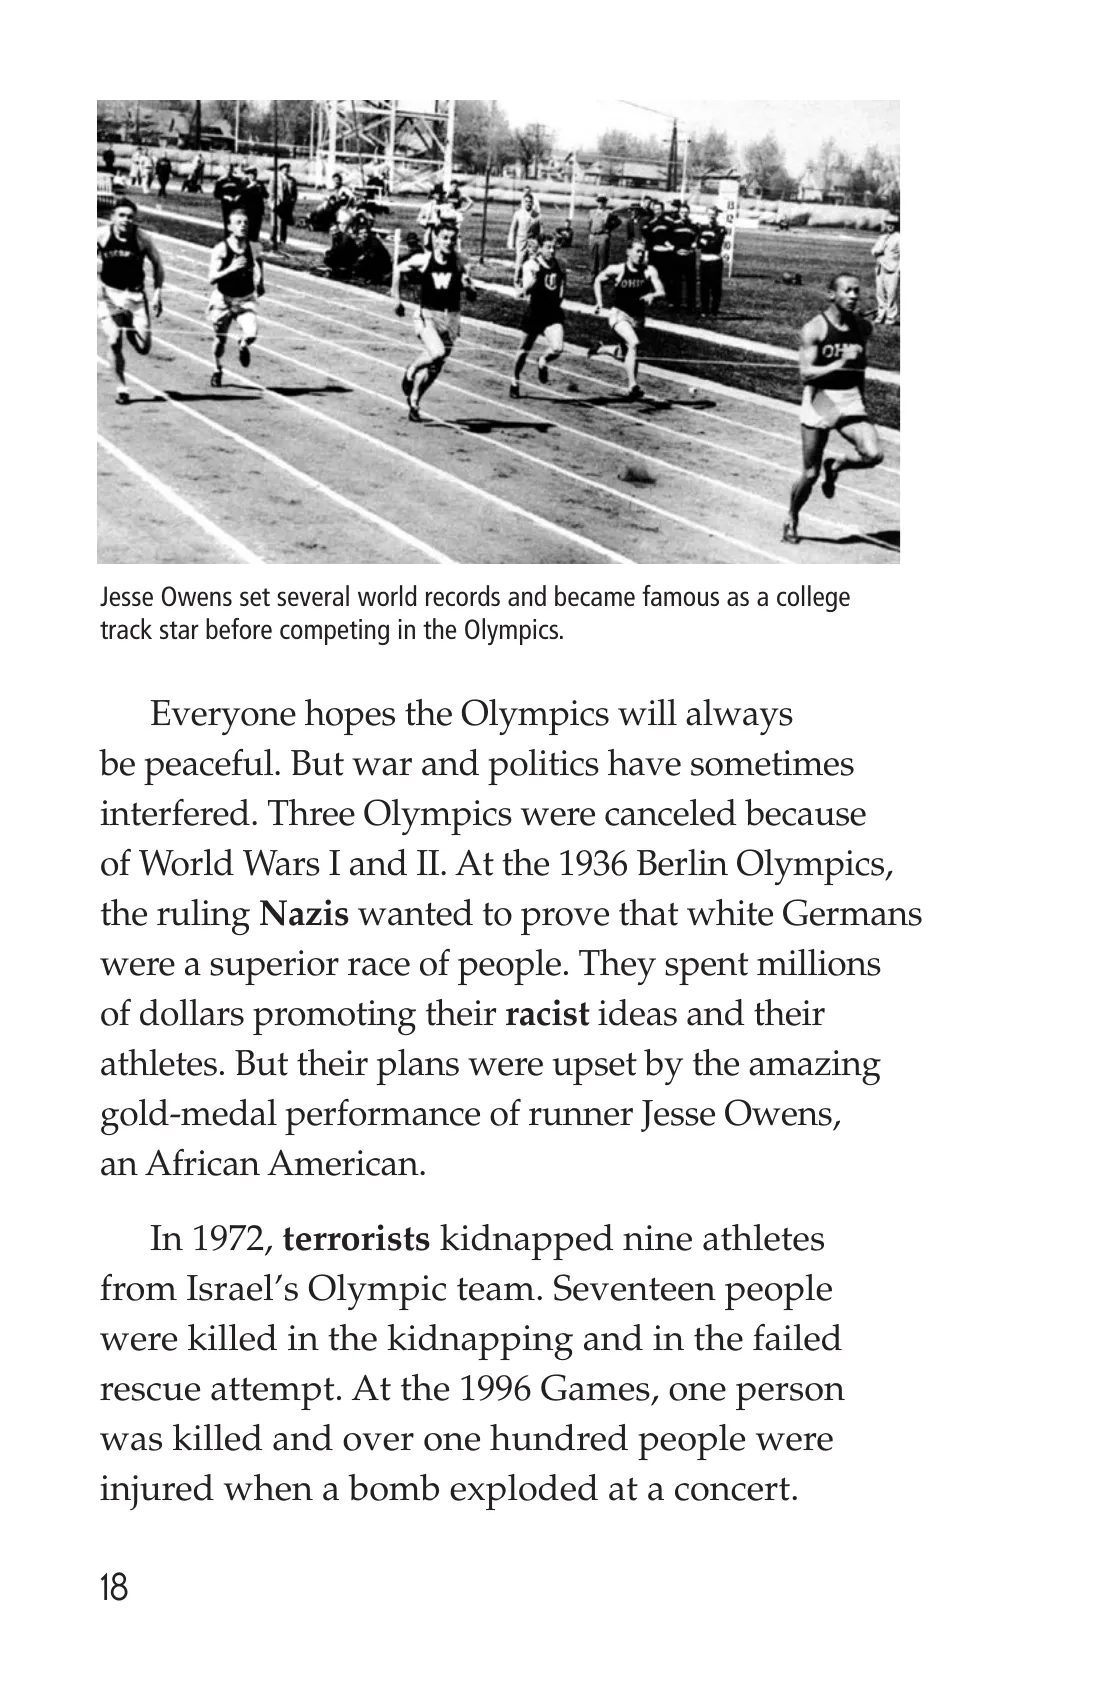 W
OHIO
Jesse Owens set several world records and became famous as a college
track star before competing in the Olympics.
Everyone hopes the Olympics will always
be peaceful. But war and politics have sometimes
interfered. Three Olympics were canceled because
of World Wars I and II. At the 1936 Berlin Olympics,
the ruling Nazis wanted to prove that white Germans
were a superior race of people. They spent millions
of dollars promoting their racist ideas and their
athletes. But their plans were upset by the amazing
gold-medal performance of runner Jesse Owens,
an African American.
In 1972, terrorists kidnapped nine athletes
from Israel’s Olympic team. Seventeen people
were killed in the kidnapping and in the failed
rescue attempt. At the 1996 Games, one person
was killed and over one hundred people were
injured when a bomb exploded at a concert.
18